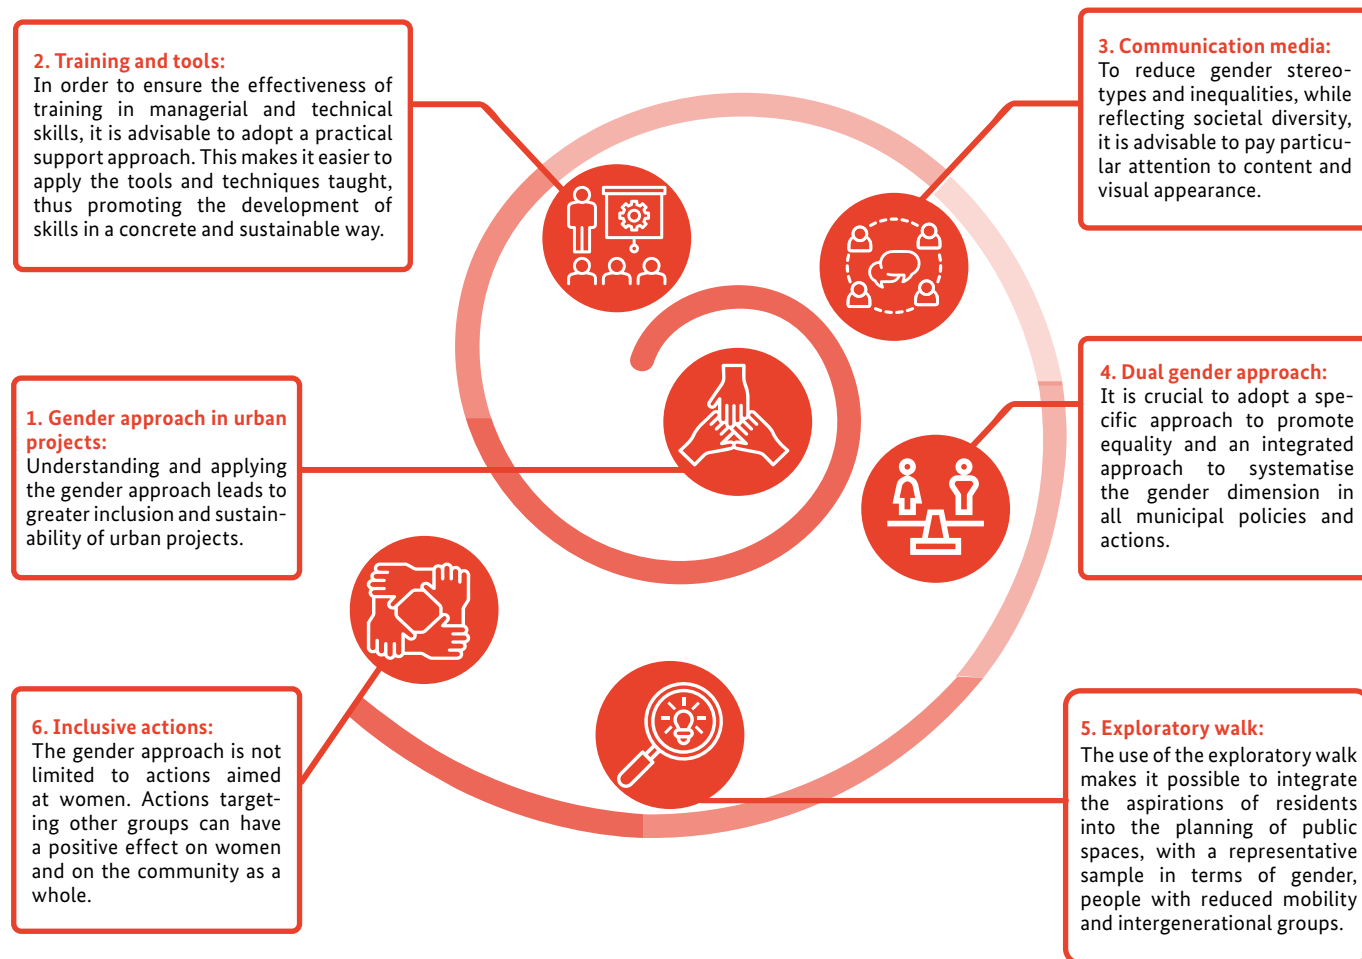 2. Training and tools:
In order to ensure the effectiveness of
training in managerial and technical
skills, it is advisable to adopt a practical
support approach. This makes it easier to
apply the tools and techniques taught,
thus promoting the development of
skills in a concrete and sustainable way.
3. Communication media:
To reduce gender stereo-
types and inequalities, while
reflecting societal diversity,
it is advisable to pay particu-
lar attention to content and
visual appearance.
1. Gender approach in urban
projects:
Understanding and applying
the gender approach leads to
greater inclusion and sustain-
ability of urban projects.
4. Dual gender approach:
It is crucial to adopt a spe-
cific approach to promote
equality and an integrated
approach to systematise
the gender dimension in
all municipal policies and
actions.
6. Inclusive actions:
The gender approach is not
limited to actions aimed
at women. Actions target-
ing other groups can have
a positive effect on women
and on the community as a
whole.
5. Exploratory walk:
The use of the exploratory walk
makes it possible to integrate
the aspirations of residents
into the planning of public
spaces, with a representative
sample in terms of gender,
people with reduced mobility
and intergenerational groups.